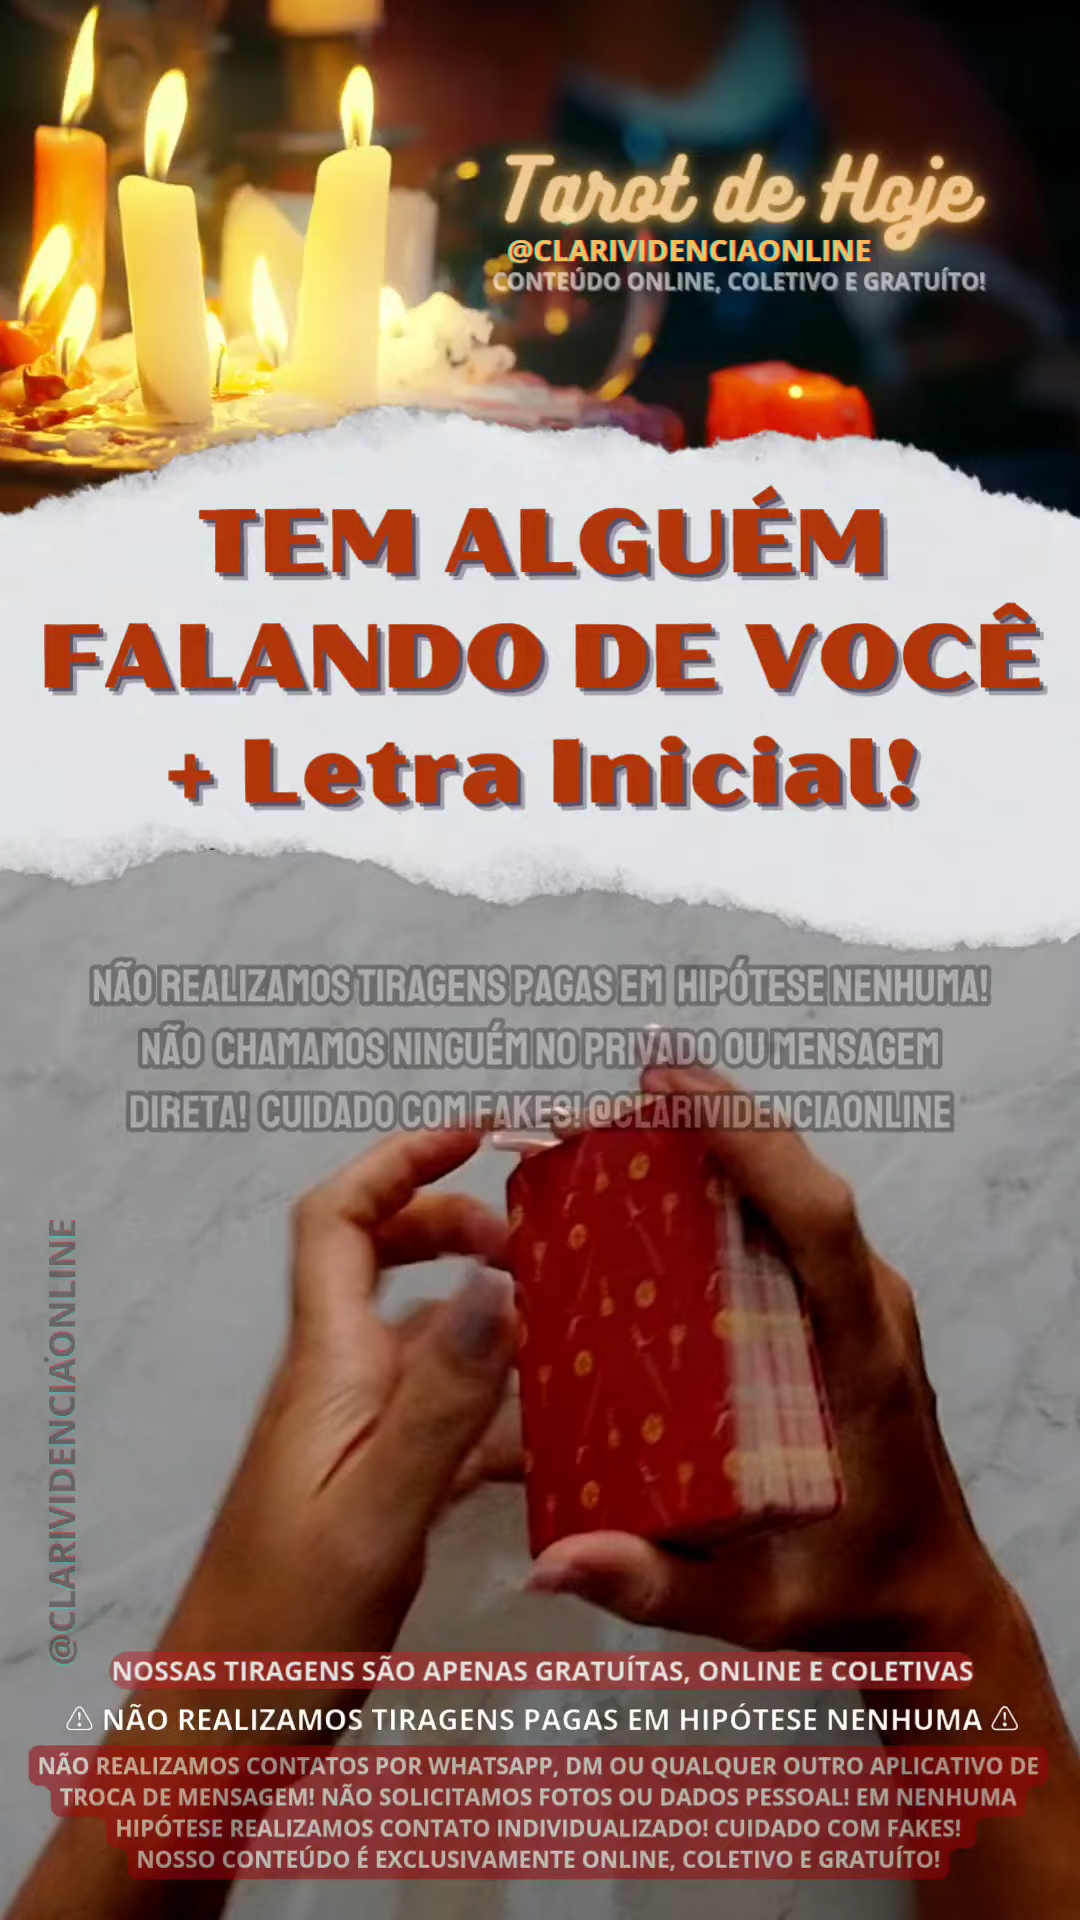 Tarot de Hoje
@CLARIVIDENCIAONLINE
CONTEÚDO ONLINE, COLETIVO E GRATUÍTO!
TEM ALGUÉM
FALANDO DE VOCÊ
+ Letra Inicial!
NÃO REALIZAMOS TIRAGENS PAGAS EM HIPÓTESE NENHUMA!
NÃO CHAMAMOS NINGUÉM NO PRIVADO OU MENSAGEM
DIRETA! CUIDADO COM FAKES! @CLARIVIDENCIAONLINE
@CLARIVIDENCIAONLINE
NOSSAS TIRAGENS SÃO APENAS GRATUÍTAS, ONLINE E COLETIVAS
⚠ NÃO REALIZAMOS TIRAGENS PAGAS EM HIPÓTESE NENHUMA ⚠
NÃO REALIZAMOS CONTATOS POR WHATSAPP, DM OU QUALQUER OUTRO APLICATIVO DE
TROCA DE MENSAGEM! NÃO SOLICITAMOS FOTOS OU DADOS PESSOAL! EM NENHUMA
HIPÓTESE REALIZAMOS CONTATO INDIVIDUALIZADO! CUIDADO COM FAKES!
NOSSO CONTEÚDO É EXCLUSIVAMENTE ONLINE, COLETIVO E GRATUÍTO!